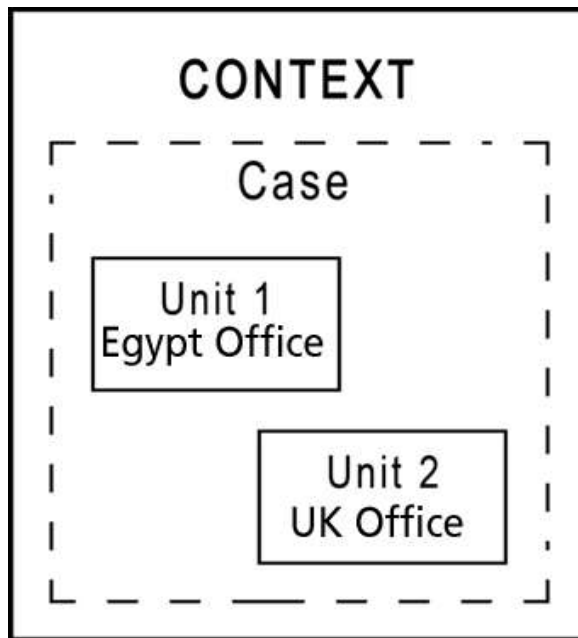 CONTEXT
Case
Unit 1
Egypt Office
Unit 2
UK Office